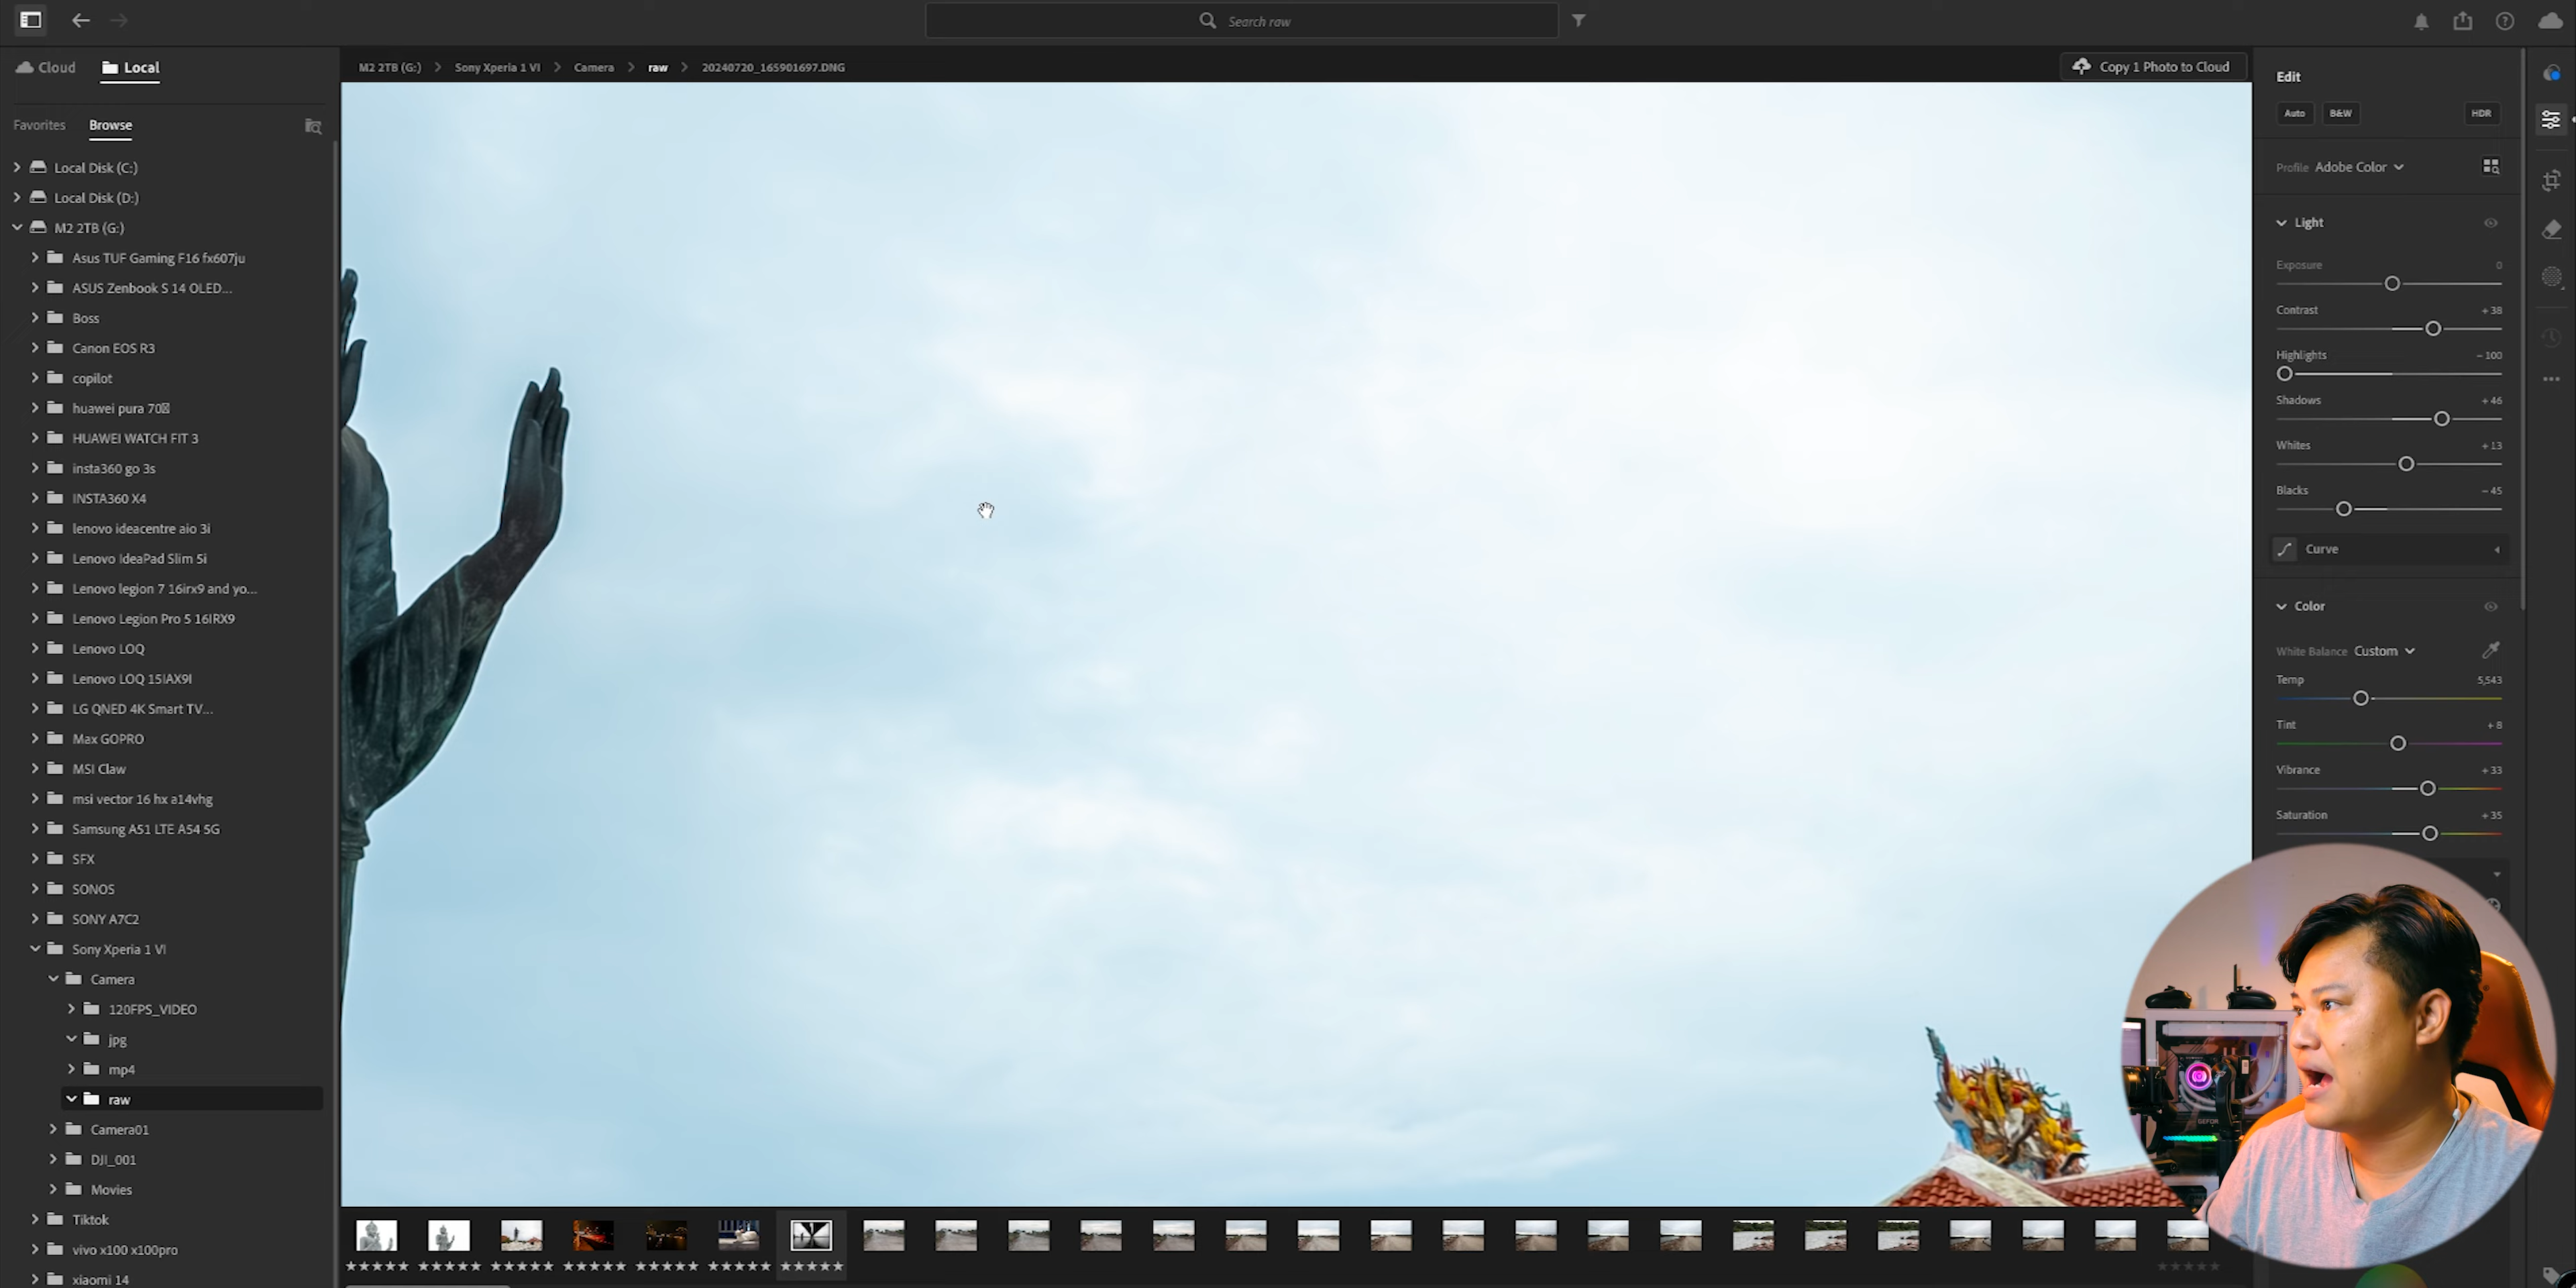 Search raw
Cloud
Local
M2 2TB (G:) > Sony Xperia 1 VI > Camera > raw > 20240720_165901697.DNG
Copy 1 Photo to Cloud
Edit
Favorites
Browse
Auto
B&W
HDR
Local Disk (C:)
Local Disk (D:)
M2 2TB (G:)
Asus TUF Gaming F16 fx607ju
ASUS Zenbook S 14 OLED...
Boss
Canon EOS R3
copilot
huawei pura 70
HUAWEI WATCH FIT 3
insta360 go 3s
INSTA360 X4
lenovo ideacentre aio 3i
Lenovo IdeaPad Slim 5i
Lenovo legion 7 16irx9 and yo...
Lenovo Legion Pro 5 16IRX9
Lenovo LOQ
Lenovo LOQ 15IAX9I
LG QNED 4K Smart TV...
Max GOPRO
MSI Claw
msi vector 16 hx a14vhg
Samsung A51 LTE A54 5G
SFX
SONOS
SONY A7C2
Sony Xperia 1 VI
Camera
120FPS_VIDEO
jpg
mp4
raw
Camera01
DJI_001
Movies
Tiktok
vivo x100 x100pro
xiaomi 14
Profile Adobe Color
Light
Exposure 0
Contrast + 38
Highlights - 100
Shadows + 46
Whites + 13
Blacks - 45
Curve
Color
White Balance Custom
Temp 5,543
Tint + 8
Vibrance + 33
Saturation + 35
GEFOR